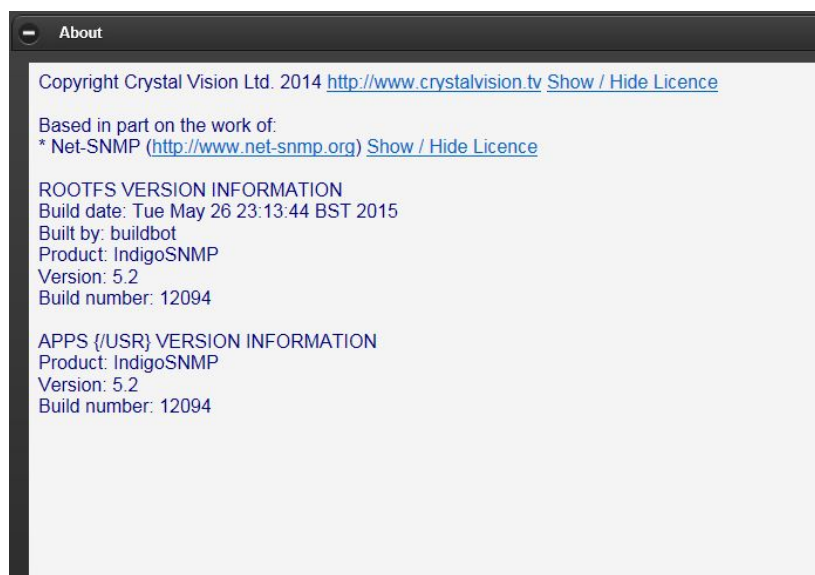 About
Copyright Crystal Vision Ltd. 2014 http://www.crystalvision.tv Show / Hide Licence
Based in part on the work of:
* Net-SNMP (http://www.net-snmp.org) Show / Hide Licence
ROOTFS VERSION INFORMATION
Build date: Tue May 26 23:13:44 BST 2015
Built by: buildbot
Product: IndigoSNMP
Version: 5.2
Build number: 12094
APPS {/USR} VERSION INFORMATION
Product: IndigoSNMP
Version: 5.2
Build number: 12094